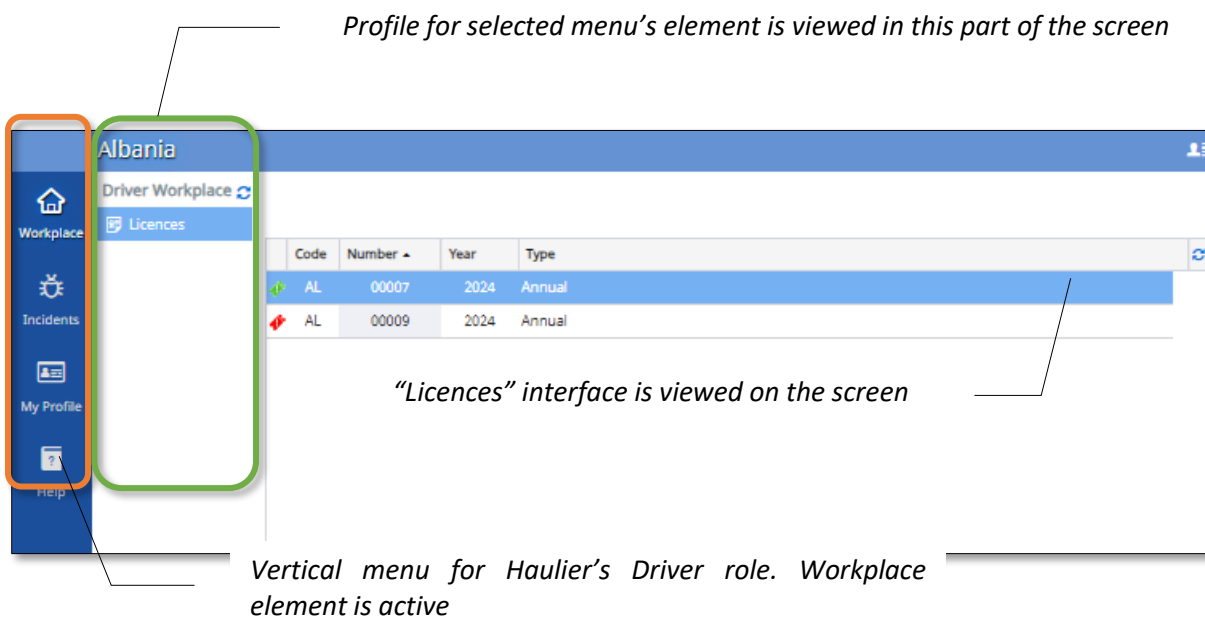 Profile for selected menu’s element is viewed in this part of the screen
Albania
Driver Workplace
Licences
Workplace
Incidents
My Profile
Help
Code Number Year Type
AL 00007 2024 Annual
AL 00009 2024 Annual
“Licences” interface is viewed on the screen
Vertical menu for Haulier’s Driver role. Workplace
element is active